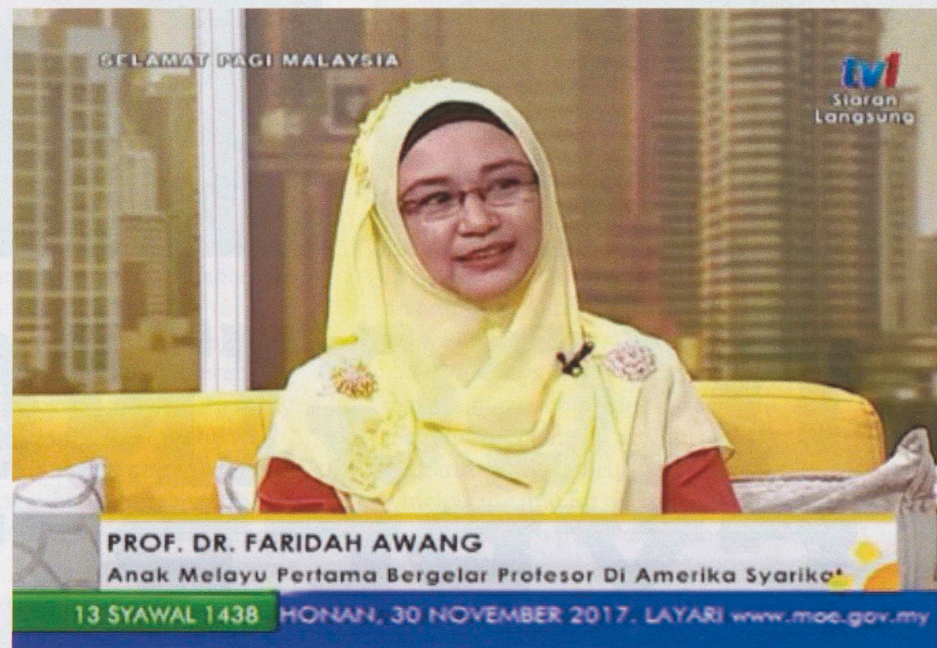 SELAMAT PAGI MALAYSIA
tv1
Siaran
Langsung
PROF. DR. FARIDAH AWANG
Anak Melayu Pertama Bergelar Profesor Di Amerika Syarikat
13 SYAWAL 1438
HONAN, 30 NOVEMBER 2017. LAYARI www.moe.gov.my